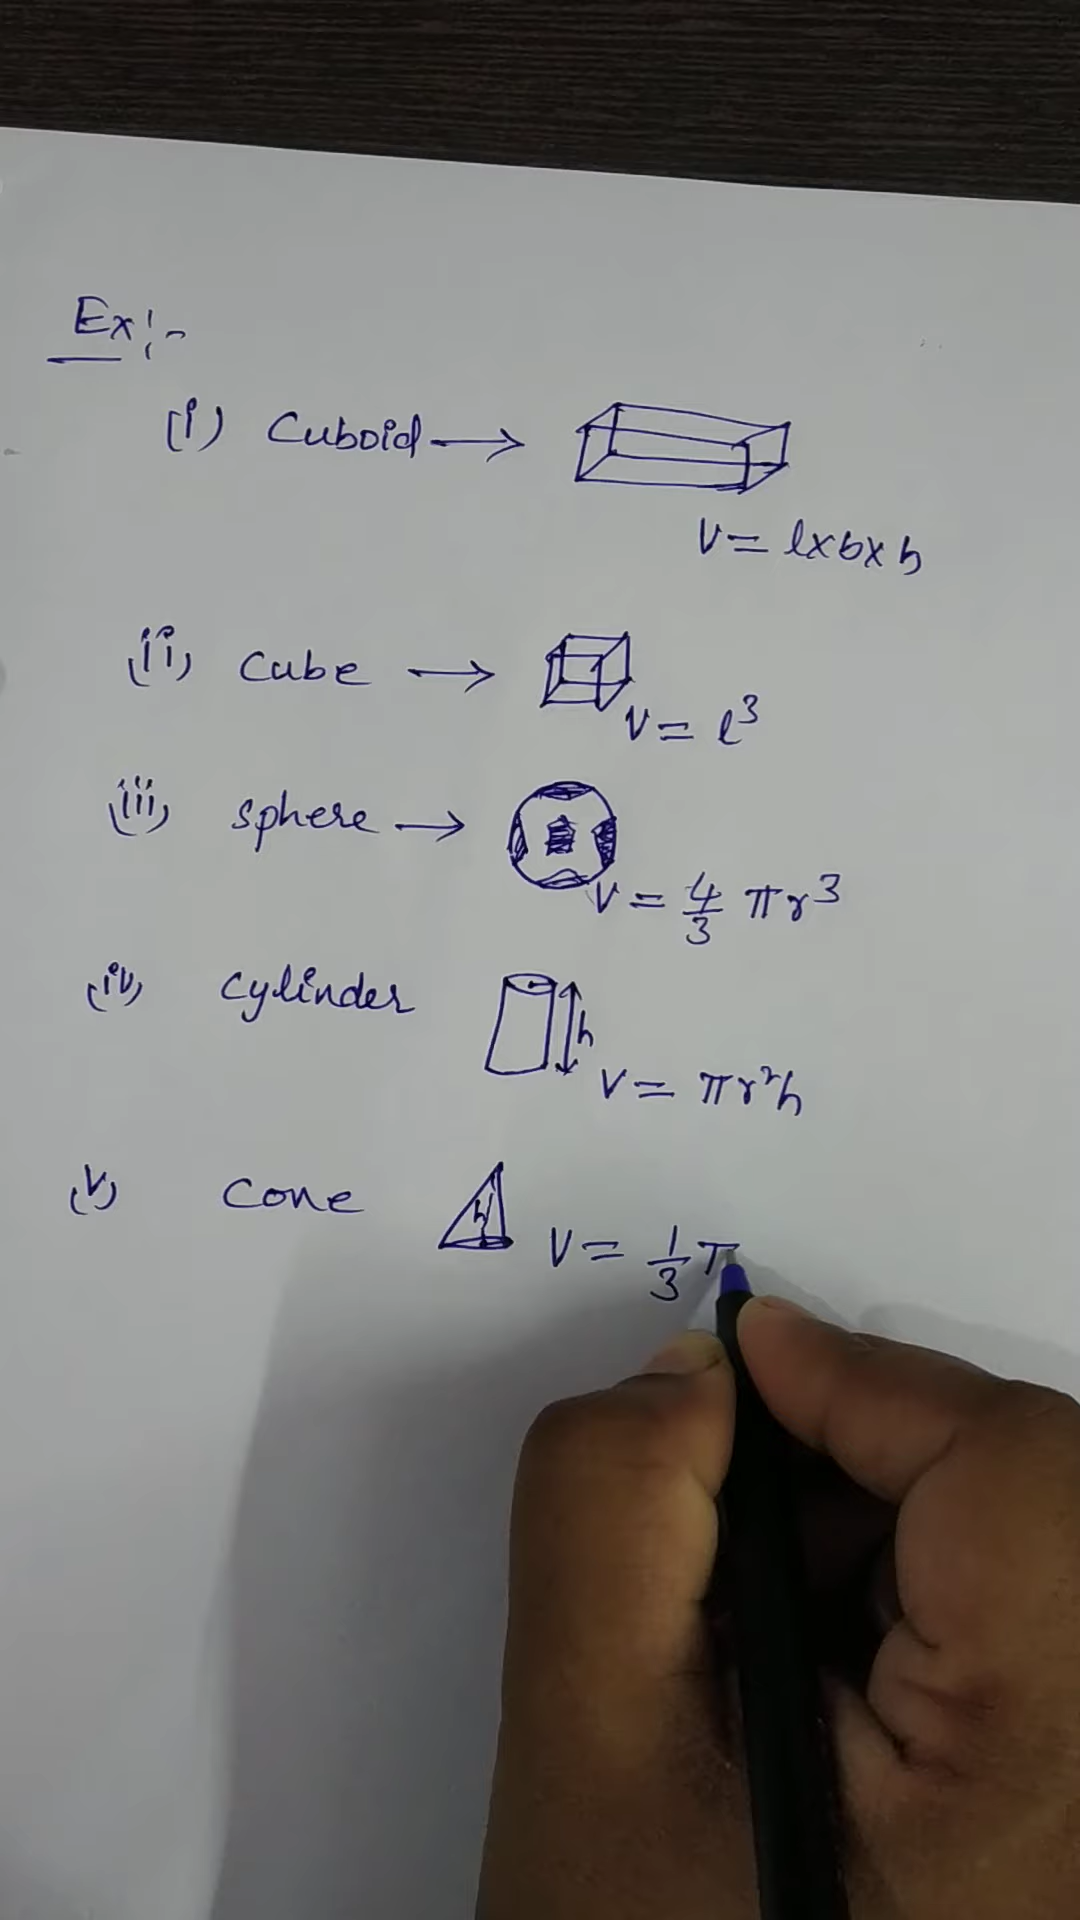 Ex:-
(i) Cuboid →
V = l×b×h
(ii) Cube →
V = l³
(iii) Sphere →
V = 4/3 πr³
(iv) Cylinder
h
V = πr²h
(v) Cone
h
V = 1/3 π